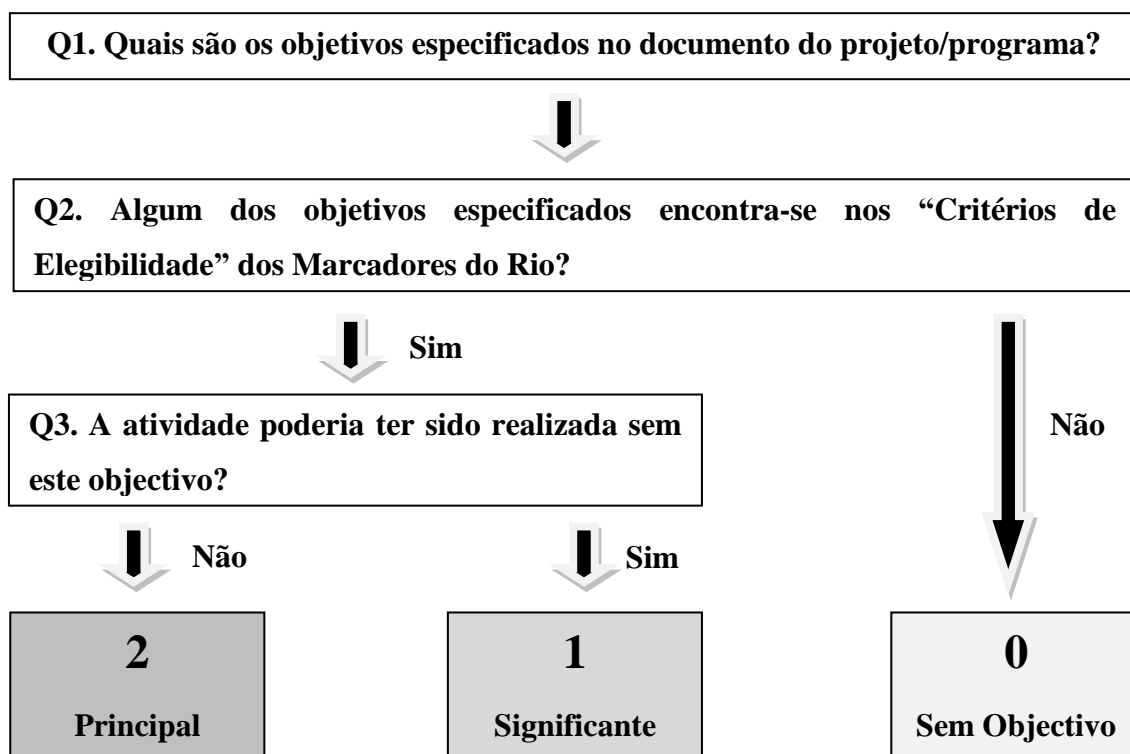 Q1. Quais são os objetivos especificados no documento do projeto/programa?
Q2. Algum dos objetivos especificados encontra-se nos “Critérios de
Elegibilidade” dos Marcadores do Rio?
Sim
Não
Q3. A atividade poderia ter sido realizada sem
este objectivo?
Não
Sim
2
Principal
1
Significante
0
Sem Objectivo